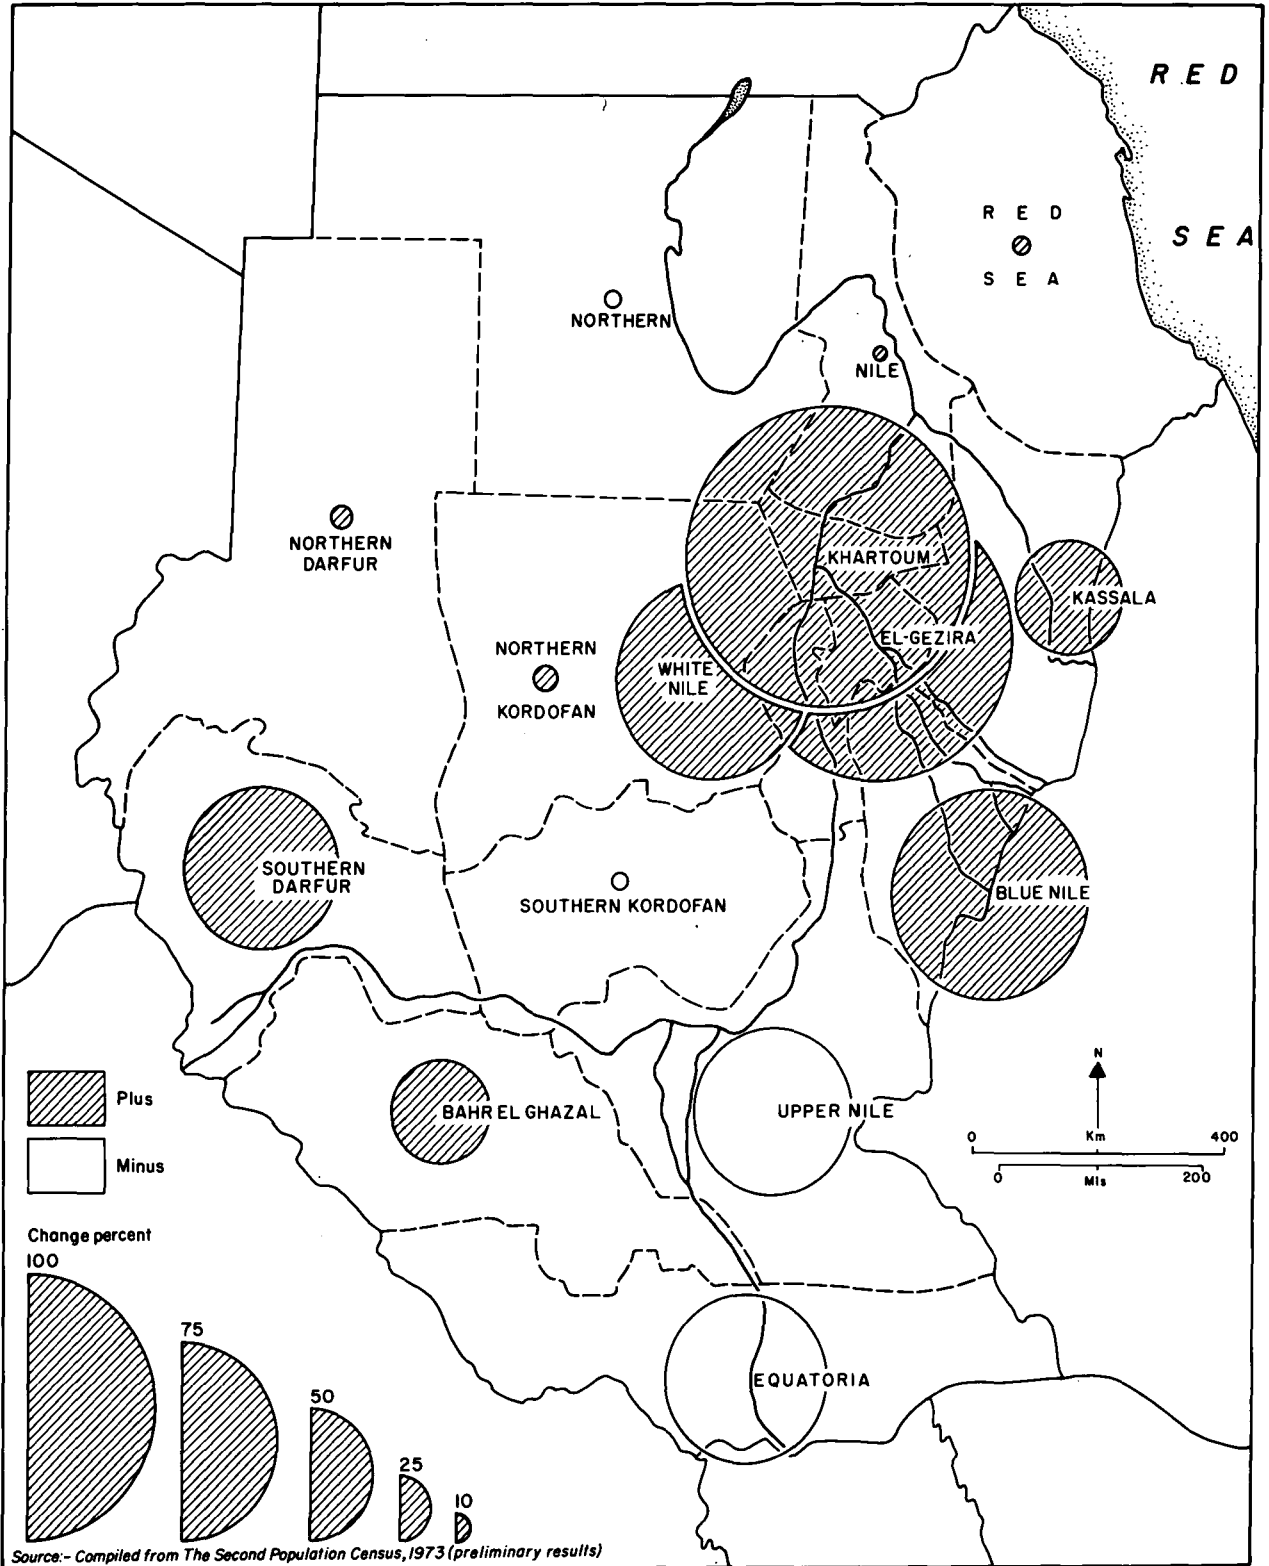 RED
SEA
RED
SEA
NORTHERN
NILE
NORTHERN
DARFUR
KHARTOUM
KASSALA
EL-GEZIRA
NORTHERN
KORDOFAN
WHITE
NILE
SOUTHERN
DARFUR
SOUTHERN KORDOFAN
BLUE NILE
BAHR EL GHAZAL
UPPER NILE
EQUATORIA
N
0 Km 400
0 Mls 200
Plus
Minus
Change percent
100
75
50
25
10
Source:- Compiled from The Second Population Census, 1973 (preliminary results)